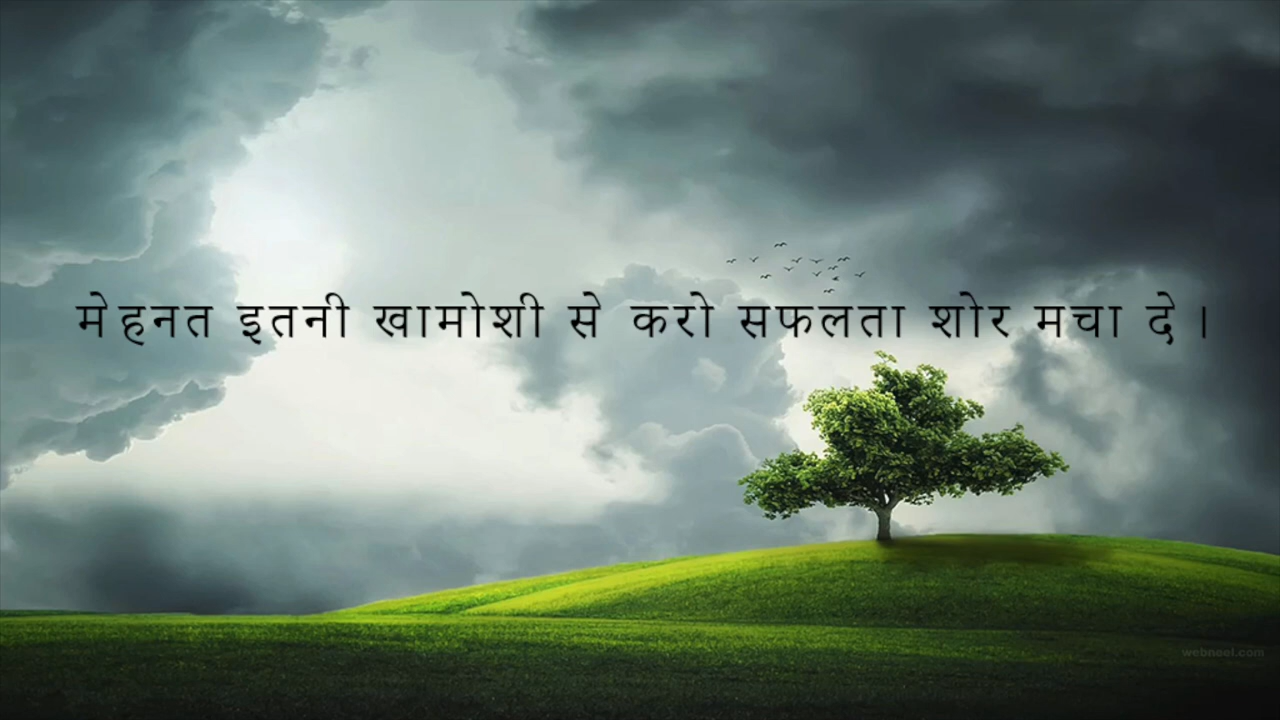 मेहनत इतनी खामोशी से करो सफलता शोर मचा दे ।
webneel.com